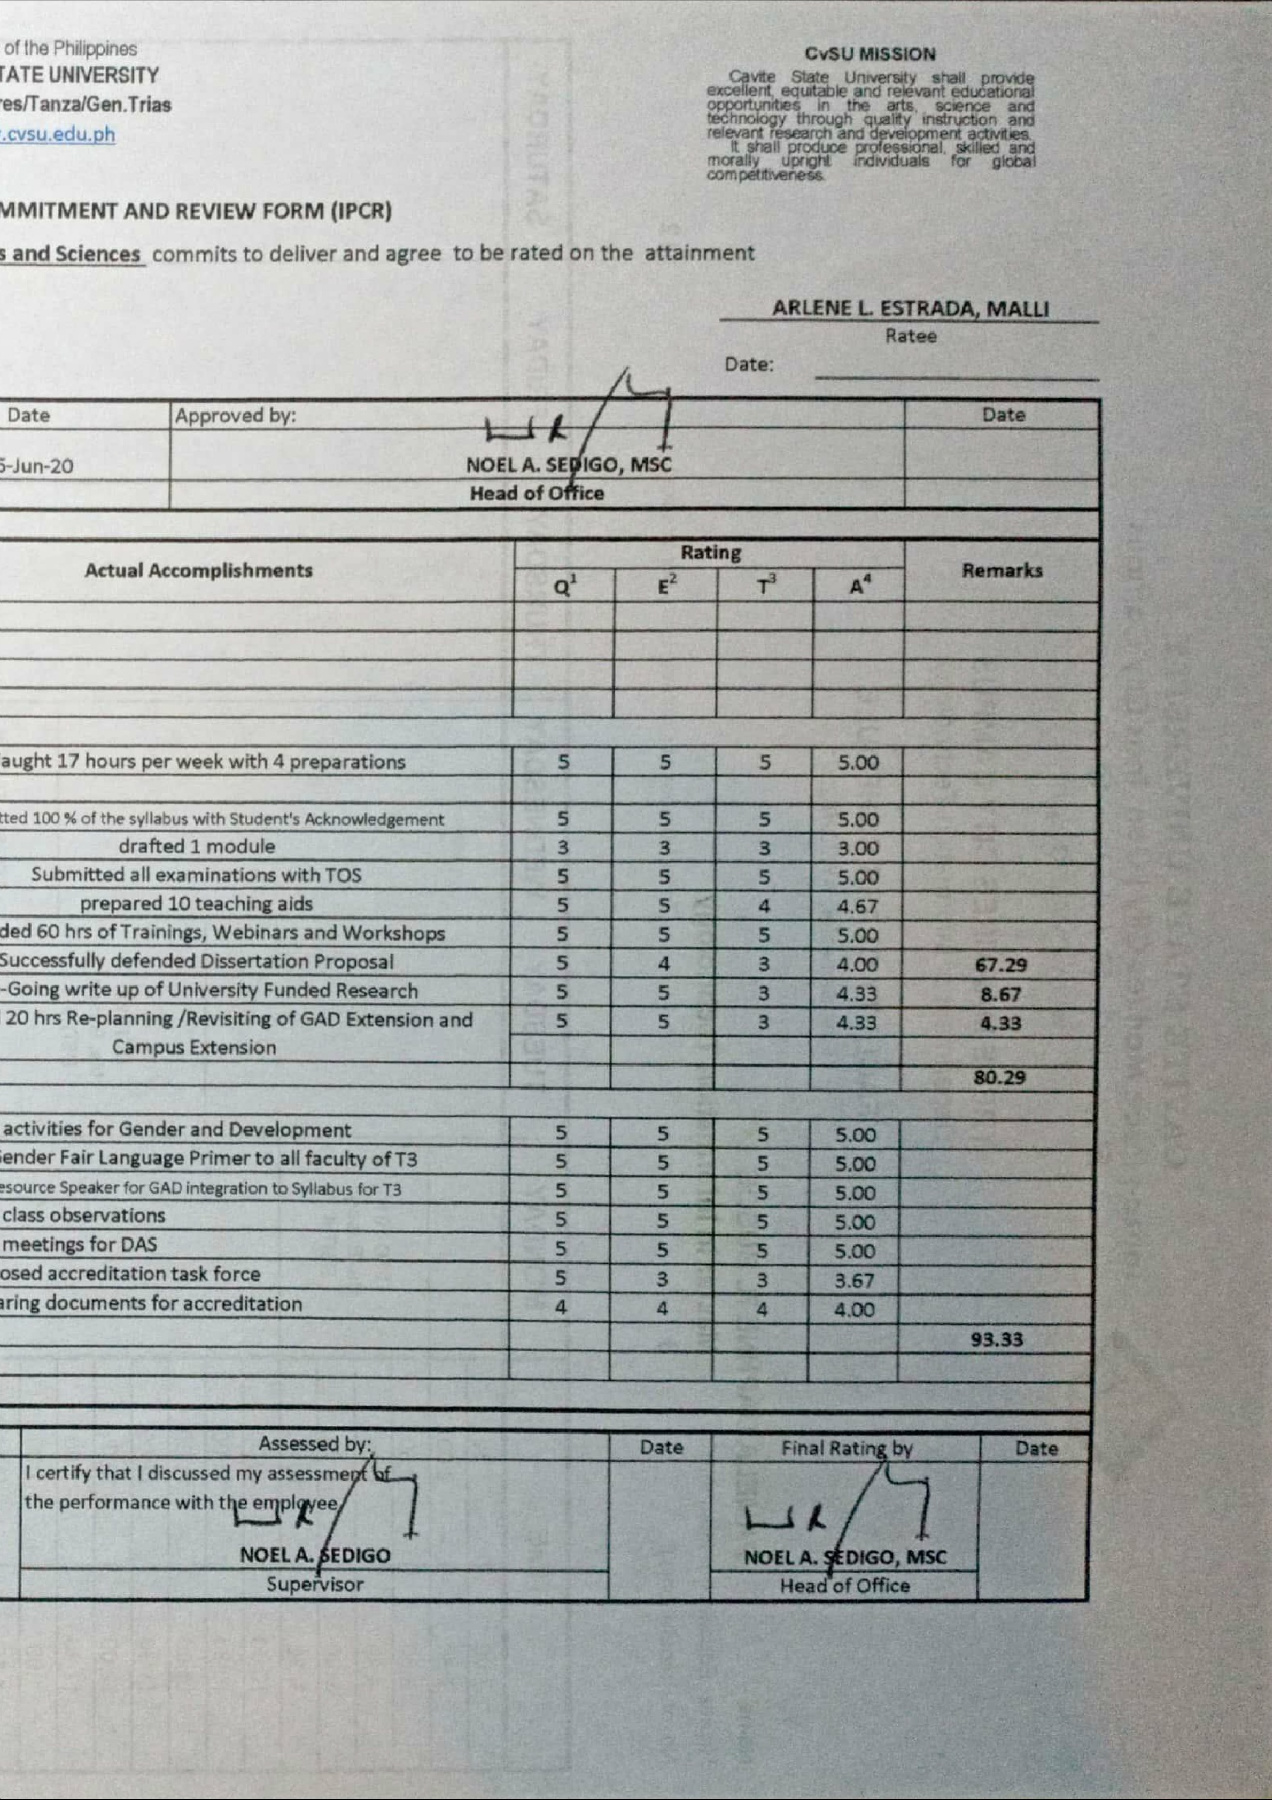 of the Philippines
TATE UNIVERSITY
res/Tanza/Gen.Trias
.cvsu.edu.ph
CvSU MISSION
Cavite State University shall provide
excellent, equitable and relevant educational
opportunities in the arts, science and
technology through quality instruction and
relevant research and development activities.
It shall produce professional, skilled and
morally upright individuals for global
competitiveness.
MMITMENT AND REVIEW FORM (IPCR)
s and Sciences commits to deliver and agree to be rated on the attainment
ARLENE L. ESTRADA, MALLI
Ratee
Date:
Date Approved by: Date
5-Jun-20 NOEL A. SEDIGO, MSC
Head of Office
Actual Accomplishments Rating Remarks
Q1 E2 T3 A4
aught 17 hours per week with 4 preparations 5 5 5 5.00
tted 100 % of the syllabus with Student's Acknowledgement 5 5 5 5.00
drafted 1 module 3 3 3 3.00
Submitted all examinations with TOS 5 5 5 5.00
prepared 10 teaching aids 5 5 4 4.67
ded 60 hrs of Trainings, Webinars and Workshops 5 5 5 5.00
Successfully defended Dissertation Proposal 5 4 3 4.00 67.29
-Going write up of University Funded Research 5 5 3 4.33 8.67
20 hrs Re-planning /Revisiting of GAD Extension and 5 5 3 4.33 4.33
Campus Extension
80.29
activities for Gender and Development 5 5 5 5.00
Gender Fair Language Primer to all faculty of T3 5 5 5 5.00
esource Speaker for GAD integration to Syllabus for T3 5 5 5 5.00
class observations 5 5 5 5.00
meetings for DAS 5 5 5 5.00
osed accreditation task force 5 3 3 3.67
aring documents for accreditation 4 4 4 4.00
93.33
Assessed by: Date Final Rating by Date
I certify that I discussed my assessment of
the performance with the employee
NOEL A. SEDIGO NOEL A. SEDIGO, MSC
Supervisor Head of Office